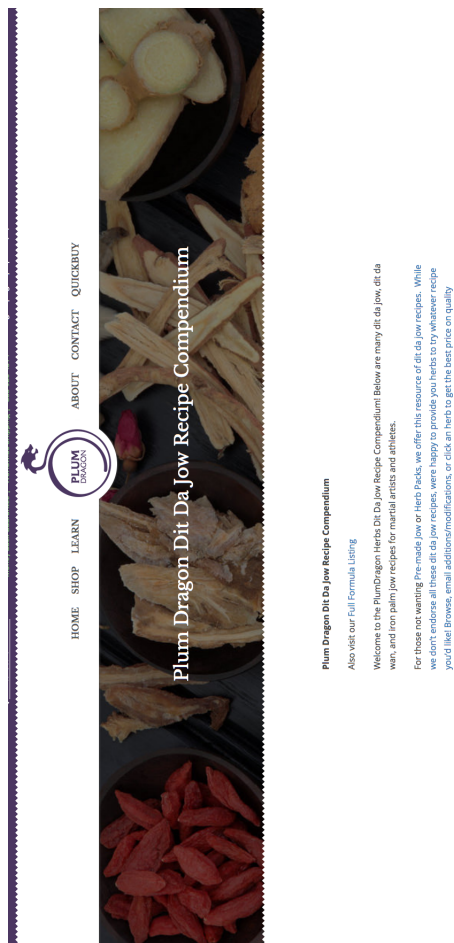 HOME SHOP LEARN
PLUM
DRAGON
ABOUT CONTACT QUICKBUY
Plum Dragon Dit Da Jow Recipe Compendium
Plum Dragon Dit Da Jow Recipe Compendium
Also visit our Full Formula Listing
Welcome to the PlumDragon Herbs Dit Da Jow Recipe Compendium! Below are many dit da jow, dit da
wan, and iron palm jow recipes for martial artists and athletes.
For those not wanting Pre-made Jow or Herb Packs, we offer this resource of dit da jow recipes. While
we don't endorse all these dit da jow recipes, were happy to provide you herbs to try whatever recipe
you'd like! Browse, email additions/modifications, or click an herb to get the best price on quality